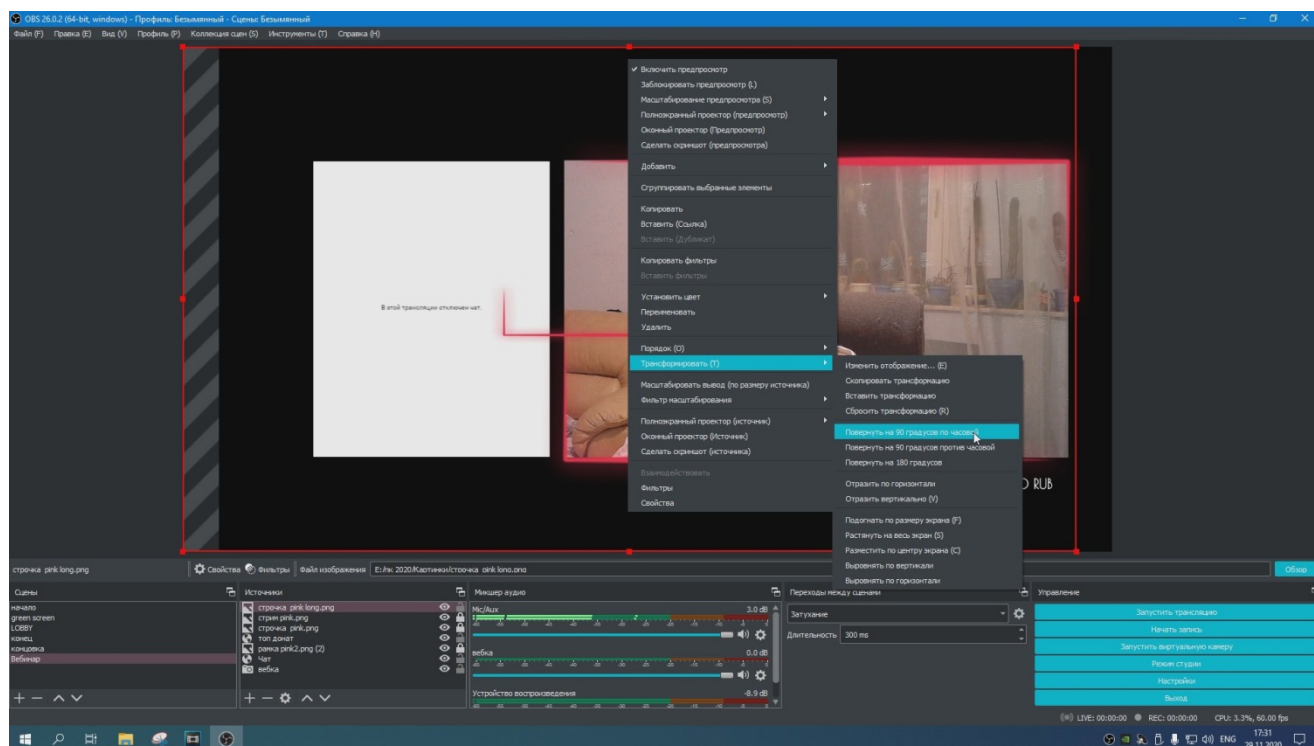 OBS 26.0.2 (64-bit, windows) - Профиль: Безымянный - Сцены: Безымянный
Файл (F) Правка (E) Вид (V) Профиль (P) Коллекция сцен (S) Инструменты (T) Справка (H)
Включить предпросмотр
Заблокировать предпросмотр (L)
Масштабирование предпросмотра (S)
Полноэкранный проектор (предпросмотр)
Оконный проектор (Предпросмотр)
Сделать скриншот (предпросмотра)
Добавить
Сгруппировать выбранные элементы
Копировать
Вставить (Ссылка)
Вставить (Дубликат)
Копировать фильтры
Вставить фильтры
Установить цвет
Переименовать
Удалить
Порядок (O)
Трансформировать (T)
Масштабировать вывод (по размеру источника)
Фильтр масштабирования
Полноэкранный проектор (источник)
Оконный проектор (Источник)
Сделать скриншот (источника)
Взаимодействовать
Фильтры
Свойства
Изменить отображение... (E)
Скопировать трансформацию
Вставить трансформацию
Сбросить трансформацию (R)
Повернуть на 90 градусов по часовой
Повернуть на 90 градусов против часовой
Повернуть на 180 градусов
Отразить по горизонтали
Отразить вертикально (V)
Подогнать по размеру экрана (F)
Растянуть на весь экран (S)
Разместить по центру экрана (C)
Выровнять по вертикали
Выровнять по горизонтали
В этой трансляции отключен чат.
RUB
строчка pink long.png Свойства Фильтры Файл изображения E:/пк 2020/Картинки/строчка pink long.png Обзор
Сцены
начало
green screen
LOBBY
конец
концовка
Вебинар
Источники
строчка pink long.png
стрим pink.png
строчка pink.png
топ донат
рамка pink2.png (2)
Чат
вебка
Микшер аудио
Mic/Aux 3.0 dB
вебка 0.0 dB
Устройство воспроизведения -8.9 dB
Переходы между сценами
Затухание
Длительность 300 ms
Управление
Запустить трансляцию
Начать запись
Запустить виртуальную камеру
Режим студии
Настройки
Выход
LIVE: 00:00:00 REC: 00:00:00 CPU: 3.3%, 60.00 fps
ENG 17:31
29.11.2020